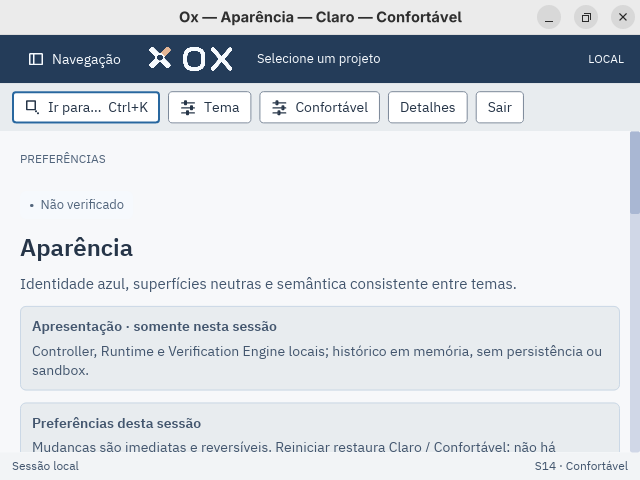 Ox — Aparência — Claro — Confortável
Navegação
OX
Selecione um projeto
LOCAL
Ir para... Ctrl+K
Tema
Confortável
Detalhes
Sair
PREFERÊNCIAS
• Não verificado
Aparência
Identidade azul, superfícies neutras e semântica consistente entre temas.
Apresentação · somente nesta sessão
Controller, Runtime e Verification Engine locais; histórico em memória, sem persistência ou
sandbox.
Preferências desta sessão
Mudanças são imediatas e reversíveis. Reiniciar restaura Claro / Confortável; não há
Sessão local
S14 · Confortável